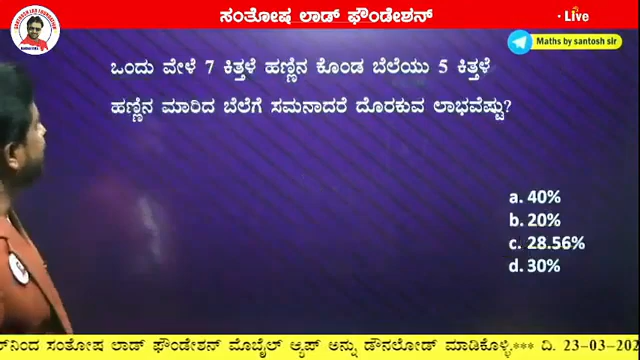 ಸಂತೋಷ ಲಾಡ್ ಫೌಂಡೇಶನ್
Live
Maths by santosh sir
ಒಂದು ವೇಳೆ 7 ಕಿತ್ತಳೆ ಹಣ್ಣಿನ ಕೊಂಡ ಬೆಲೆಯು 5 ಕಿತ್ತಳೆ
ಹಣ್ಣಿನ ಮಾರಿದ ಬೆಲೆಗೆ ಸಮನಾದರೆ ದೊರಕುವ ಲಾಭವೆಷ್ಟು?
a. 40%
b. 20%
c. 28.56%
d. 30%
ಸಂತೋಷ ಲಾಡ್ ಫೌಂಡೇಶನ್ ಮೊಬೈಲ್ ಆ್ಯಪ್ ಅನ್ನು ಡೌನಲೋಡ್ ಮಾಡಿಕೊಳ್ಳಿ.*** ದಿ. 23-03-202